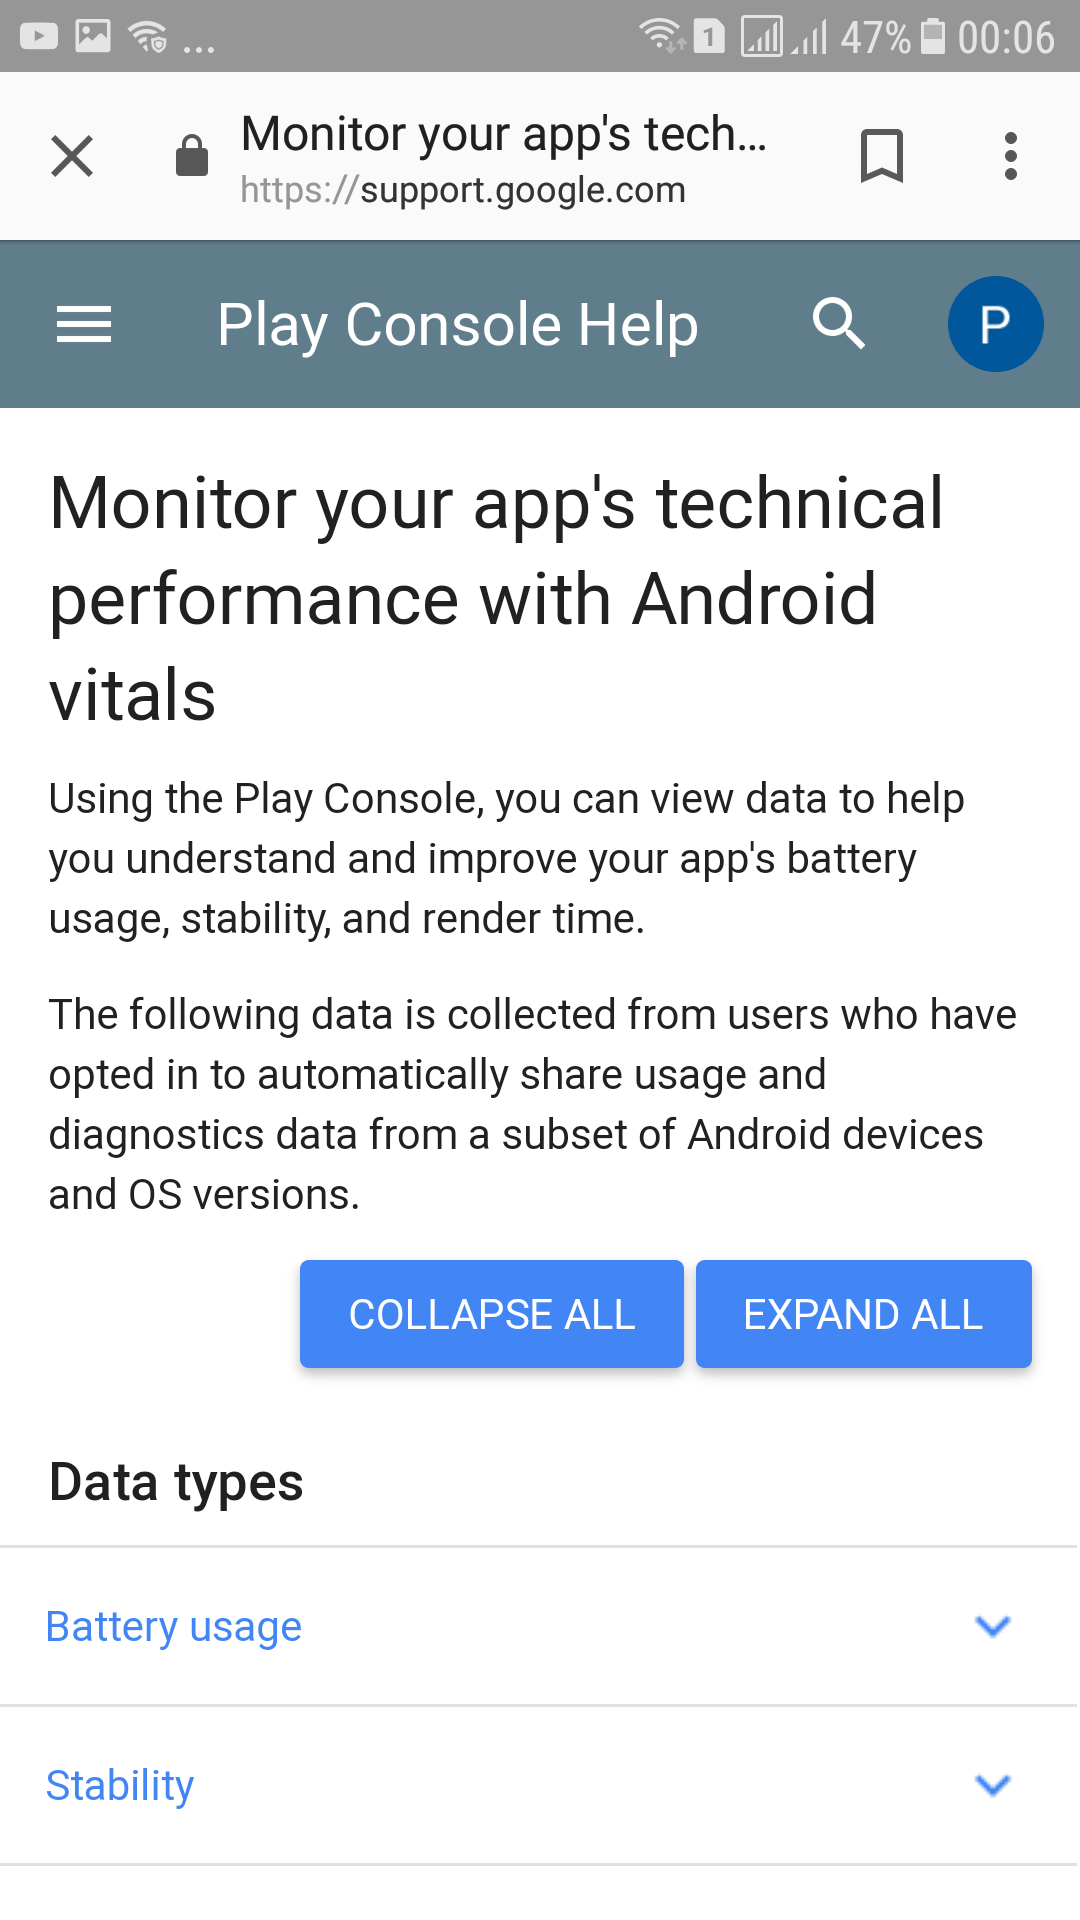 ... 1 47% 00:06
Monitor your app's tech...
https://support.google.com
Play Console Help P
Monitor your app's technical
performance with Android
vitals
Using the Play Console, you can view data to help
you understand and improve your app's battery
usage, stability, and render time.
The following data is collected from users who have
opted in to automatically share usage and
diagnostics data from a subset of Android devices
and OS versions.
COLLAPSE ALL EXPAND ALL
Data types
Battery usage
Stability